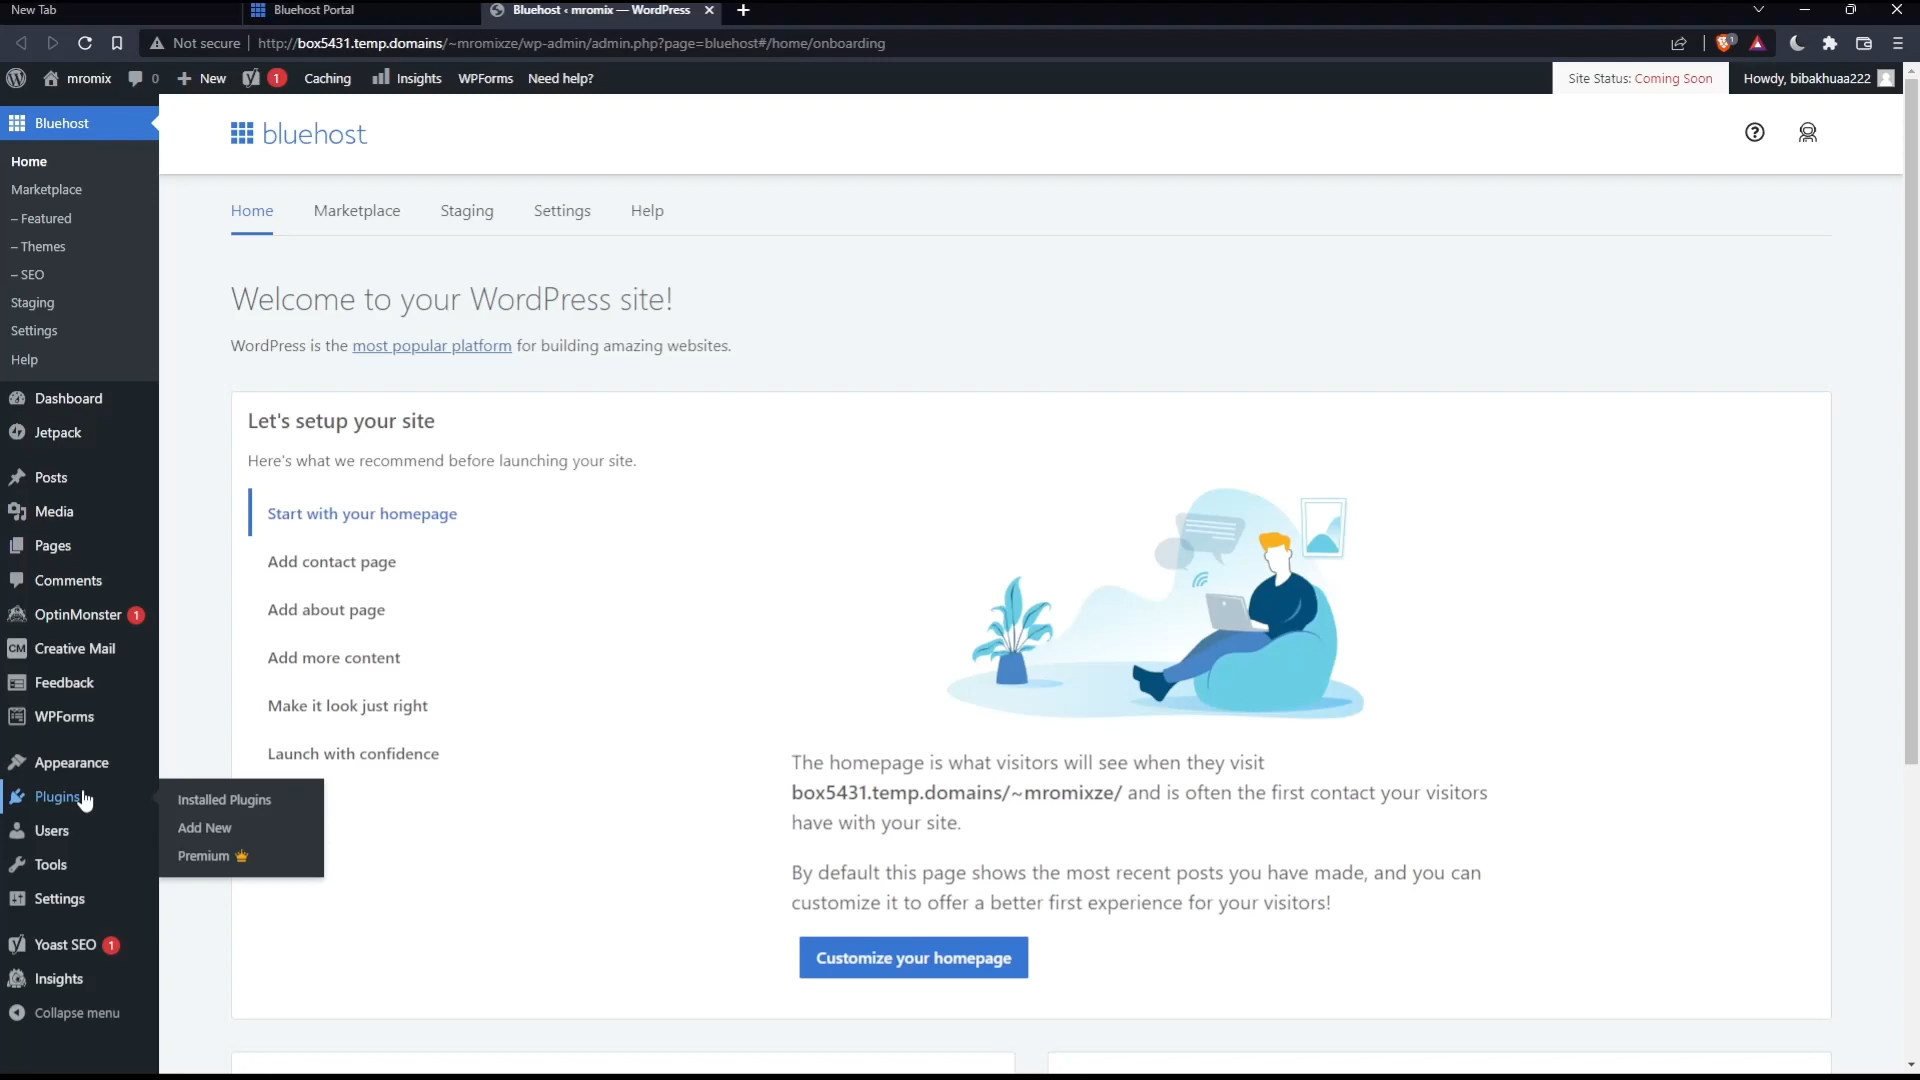 New Tab
Bluehost Portal
Bluehost ‹ mromix — WordPress
Not secure
http://box5431.temp.domains/~mromixze/wp-admin/admin.php?page=bluehost#/home/onboarding
1
mromix
0
New
1
Caching
Insights
WPForms
Need help?
Site Status: Coming Soon
Howdy, bibakhuaa222
Bluehost
Home
Marketplace
– Featured
– Themes
– SEO
Staging
Settings
Help
Dashboard
Jetpack
Posts
Media
Pages
Comments
OptinMonster 1
CM Creative Mail
Feedback
WPForms
Appearance
Plugins
Users
Tools
Settings
Yoast SEO 1
Insights
Collapse menu
Installed Plugins
Add New
Premium
bluehost
Home
Marketplace
Staging
Settings
Help
Welcome to your WordPress site!
WordPress is the most popular platform for building amazing websites.
Let's setup your site
Here's what we recommend before launching your site.
Start with your homepage
Add contact page
Add about page
Add more content
Make it look just right
Launch with confidence
The homepage is what visitors will see when they visit
box5431.temp.domains/~mromixze/ and is often the first contact your visitors
have with your site.
By default this page shows the most recent posts you have made, and you can
customize it to offer a better first experience for your visitors!
Customize your homepage